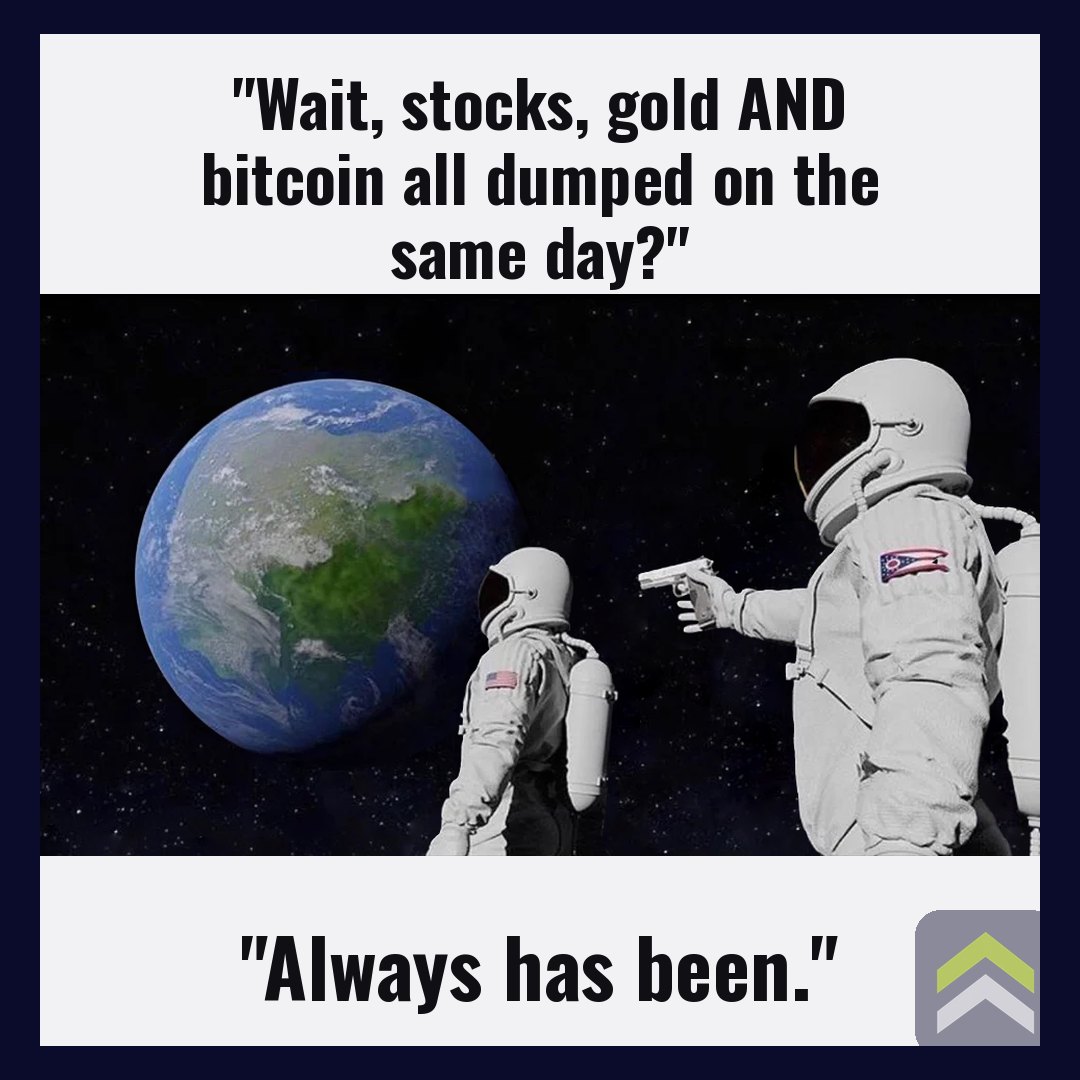 "Wait, stocks, gold AND
bitcoin all dumped on the
same day?"
"Always has been."